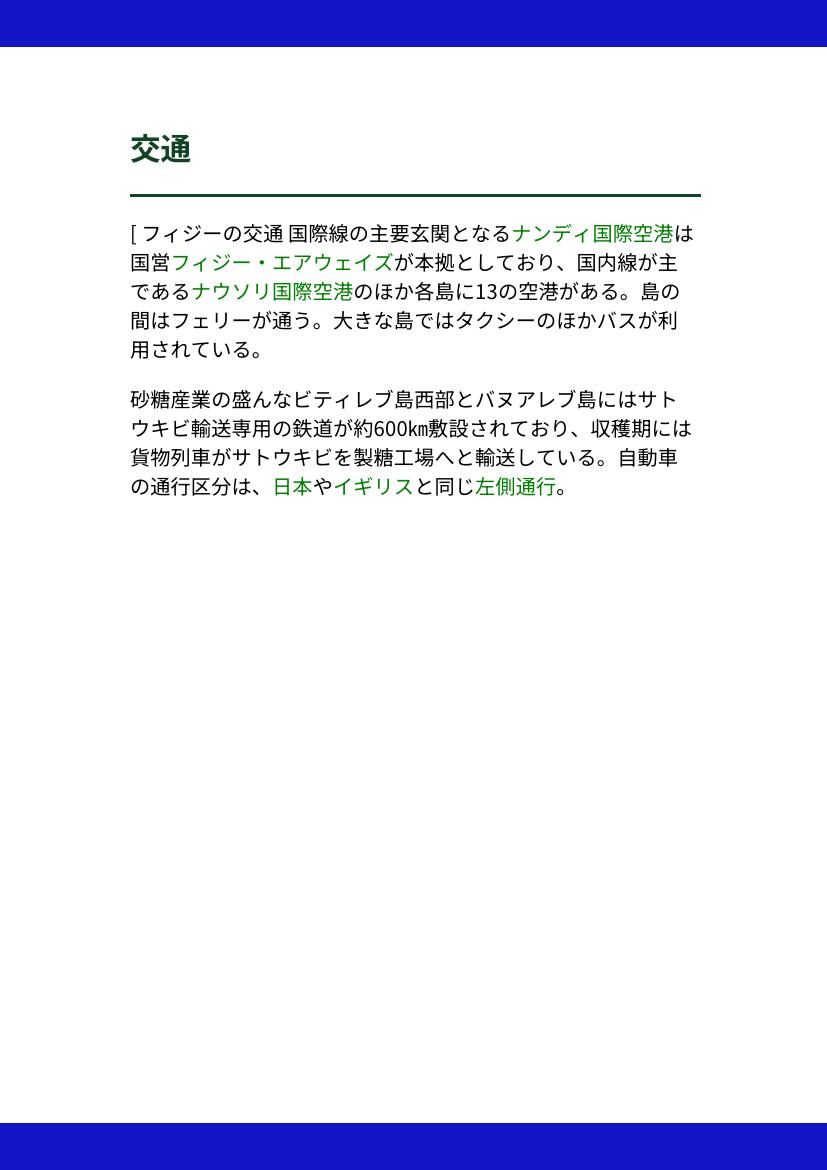 交通
[ フィジーの交通 国際線の主要玄関となるナンディ国際空港は
国営フィジー・エアウェイズが本拠としており、国内線が主
であるナウソリ国際空港のほか各島に13の空港がある。島の
間はフェリーが通う。大きな島ではタクシーのほかバスが利
用されている。
砂糖産業の盛んなビティレブ島西部とバヌアレブ島にはサト
ウキビ輸送専用の鉄道が約600㎞敷設されており、収穫期には
貨物列車がサトウキビを製糖工場へと輸送している。自動車
の通行区分は、日本やイギリスと同じ左側通行。